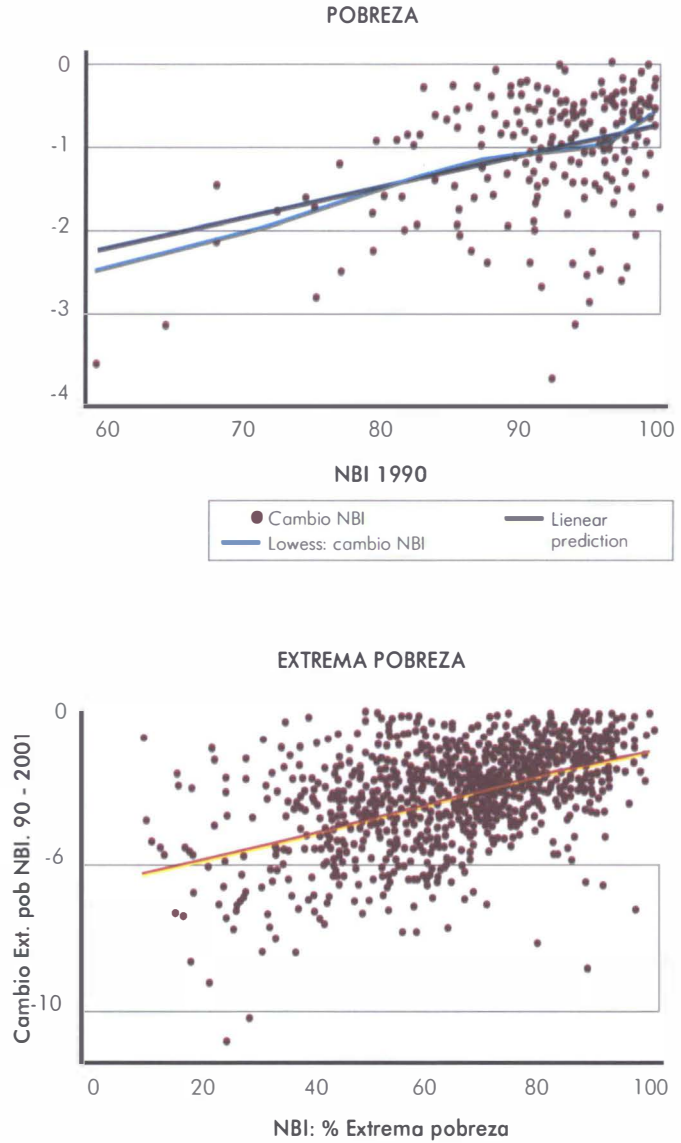 POBREZA
0
-1
-2
-3
-4
60 70 80 90 100
NBI 1990
Cambio NBI
Lowess: cambio NBI
Lienear
prediction
EXTREMA POBREZA
Cambio Ext. pob NBI. 90 - 2001
0
-6
-10
0 20 40 60 80 100
NBI: % Extrema pobreza